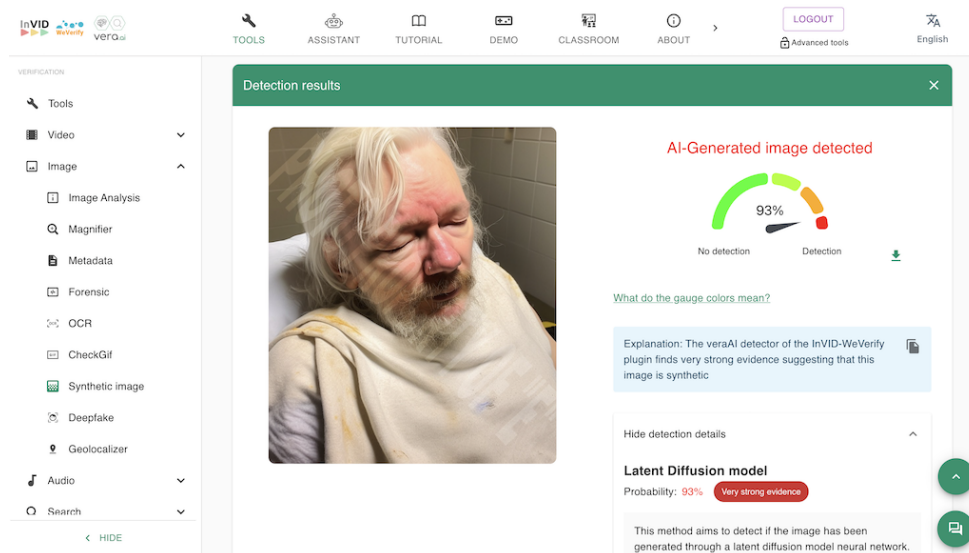 InVID
WeVerify
vera.ai
TOOLS
ASSISTANT
TUTORIAL
DEMO
CLASSROOM
ABOUT
LOGOUT
Advanced tools
English
VERIFICATION
Tools
Video
Image
Image Analysis
Magnifier
Metadata
Forensic
OCR
CheckGif
Synthetic image
Deepfake
Geolocalizer
Audio
Search
HIDE
Detection results
AI-Generated image detected
93%
No detection
Detection
What do the gauge colors mean?
Explanation: The veraAI detector of the InVID-WeVerify
plugin finds very strong evidence suggesting that this
image is synthetic
Hide detection details
Latent Diffusion model
Probability: 93% Very strong evidence
This method aims to detect if the image has been
generated through a latent diffusion model neural network.